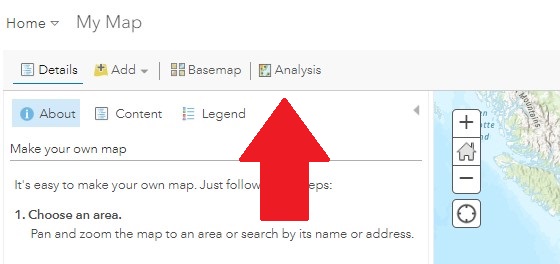 Home My Map
Details Add Basemap Analysis
About Content Legend
Make your own map
It's easy to make your own map. Just follow eps:
1. Choose an area.
Pan and zoom the map to an area or search by its name or address.
Mountains